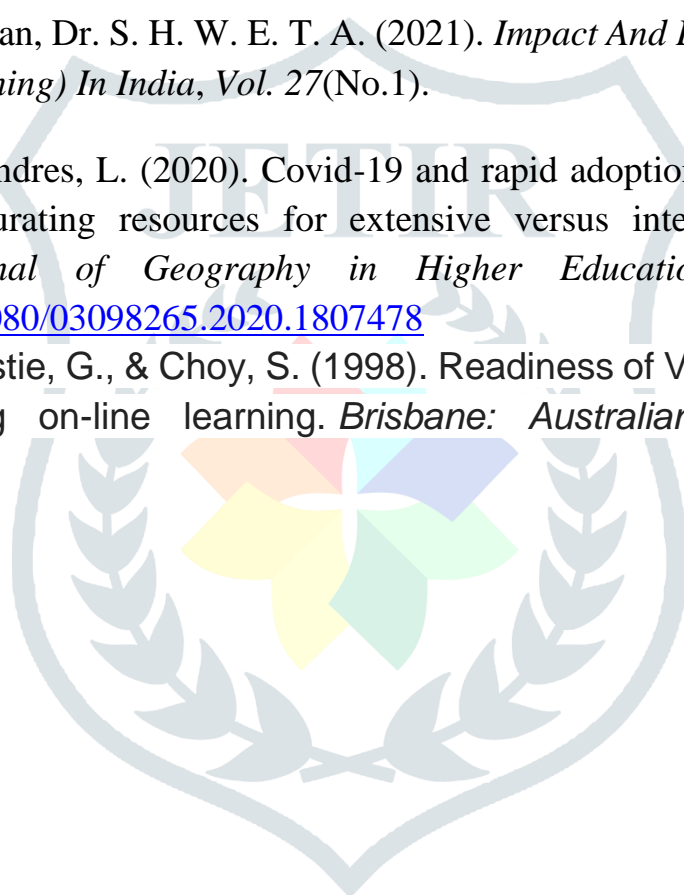 an, Dr. S. H. W. E. T. A. (2021). Impact And
ning) In India, Vol. 27(No.1).
ndres, L. (2020). Covid-19 and rapid adoption
urating resources for extensive versus inte
nal of Geography in Higher Educatio
080/03098265.2020.1807478
stie, G., & Choy, S. (1998). Readiness of V
g on-line learning. Brisbane: Australian
JETIR